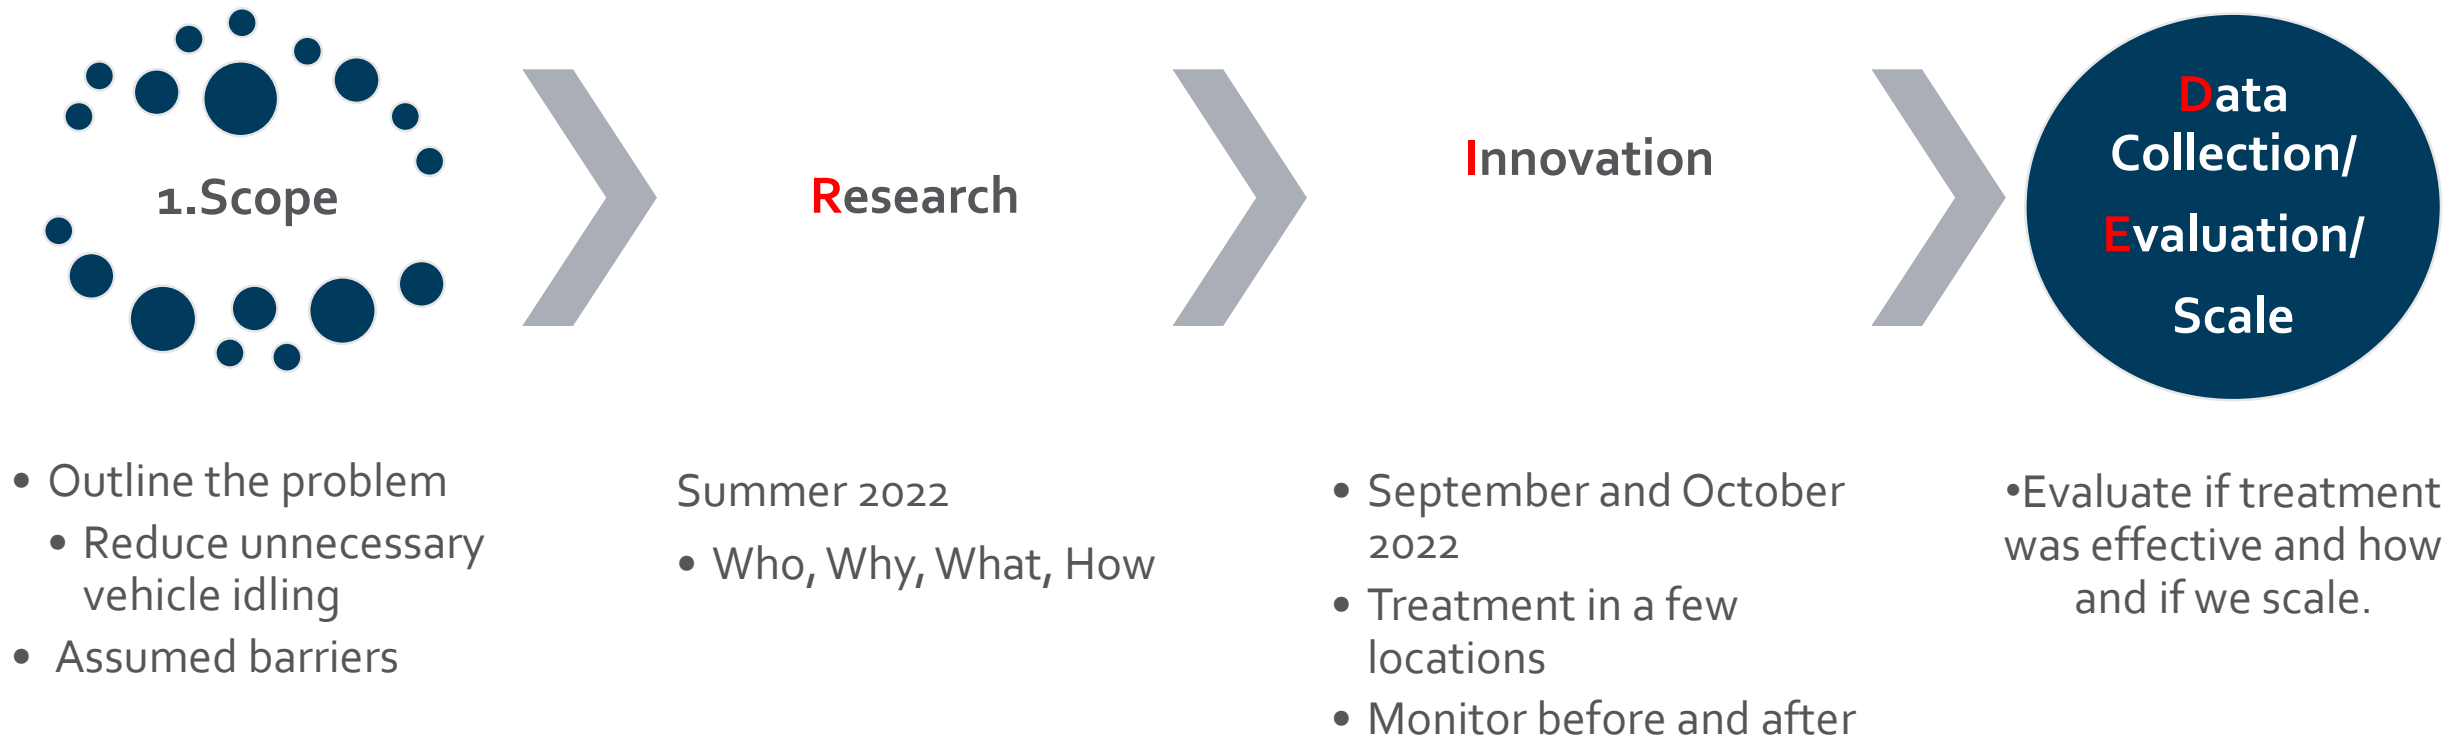 1.Scope
Research
Innovation
Data
Collection/
Evaluation/
Scale
• Outline the problem
• Reduce unnecessary
vehicle idling
• Assumed barriers
Summer 2022
• Who, Why, What, How
• September and October
2022
• Treatment in a few
locations
• Monitor before and after
•Evaluate if treatment
was effective and how
and if we scale.